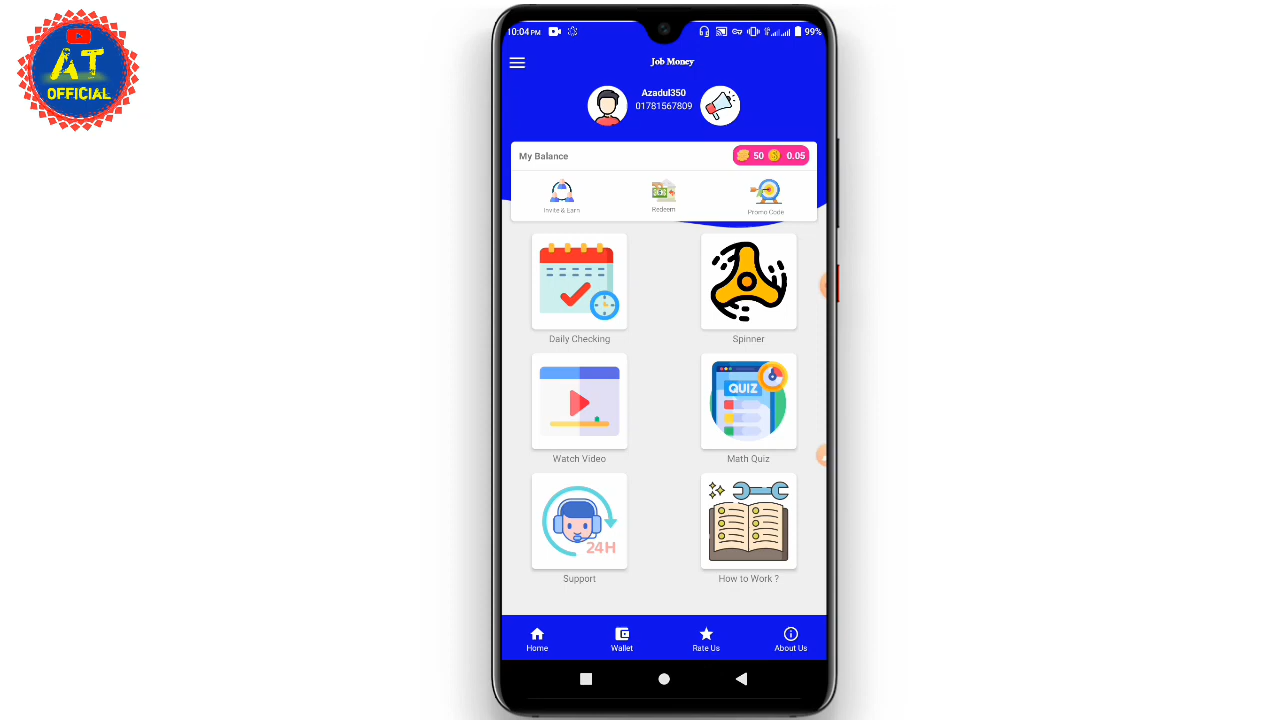 AT
OFFICIAL
10:04 PM
99%
Job Money
Azadul350
01781567809
My Balance
50 0.05
Invite & Earn
Redeem
Promo Code
Daily Checking
Spinner
QUIZ
Watch Video
Math Quiz
24H
Support
How to Work ?
Home
Wallet
Rate Us
About Us